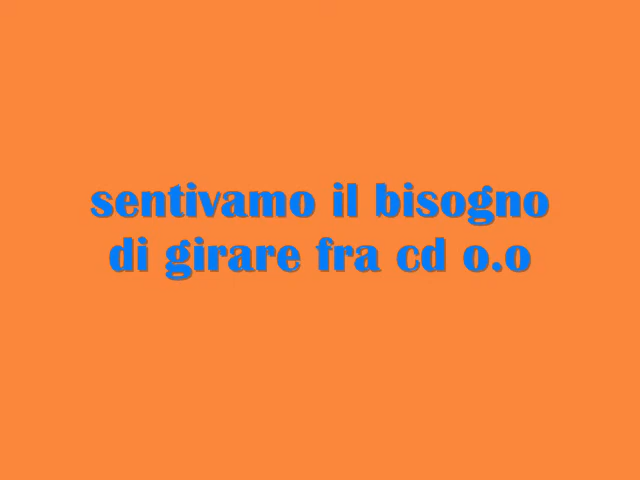 sentivamo il bisogno
di girare fra cd o.o